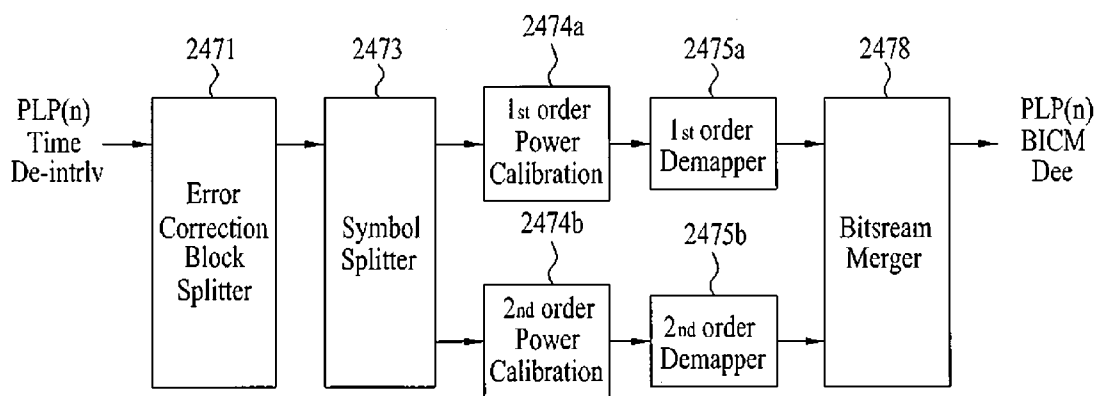 2471
2473
2474a
2475a
2478
PLP(n)
Time
De-intrlv
Error
Correction
Block
Splitter
Symbol
Splitter
1st order
Power
Calibration
1st order
Demapper
2474b
2475b
2nd order
Power
Calibration
2nd order
Demapper
Bitsream
Merger
PLP(n)
BICM
Dee